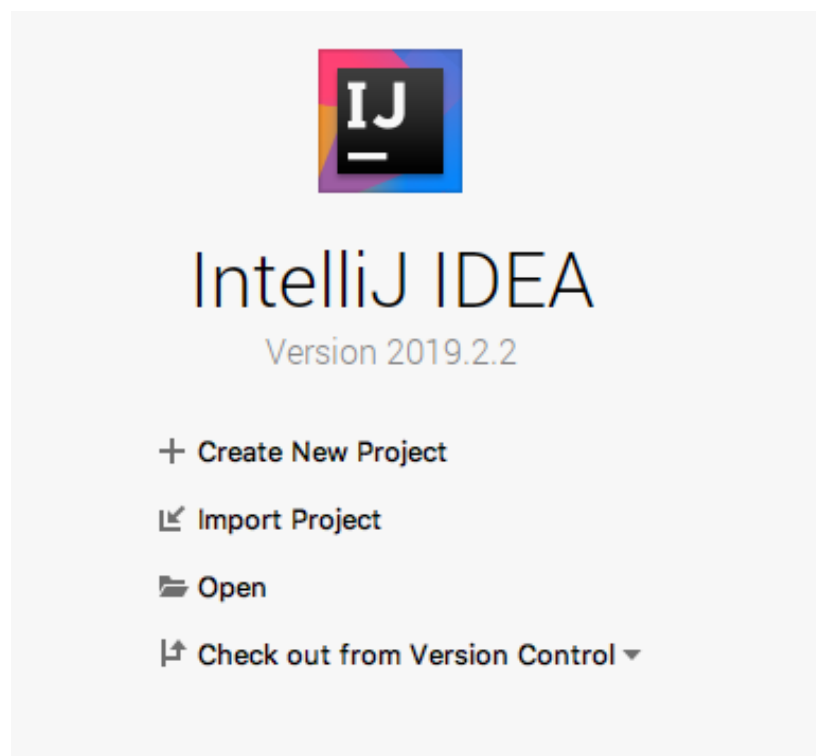 IJ
IntelliJ IDEA
Version 2019.2.2
Create New Project
Import Project
Open
Check out from Version Control